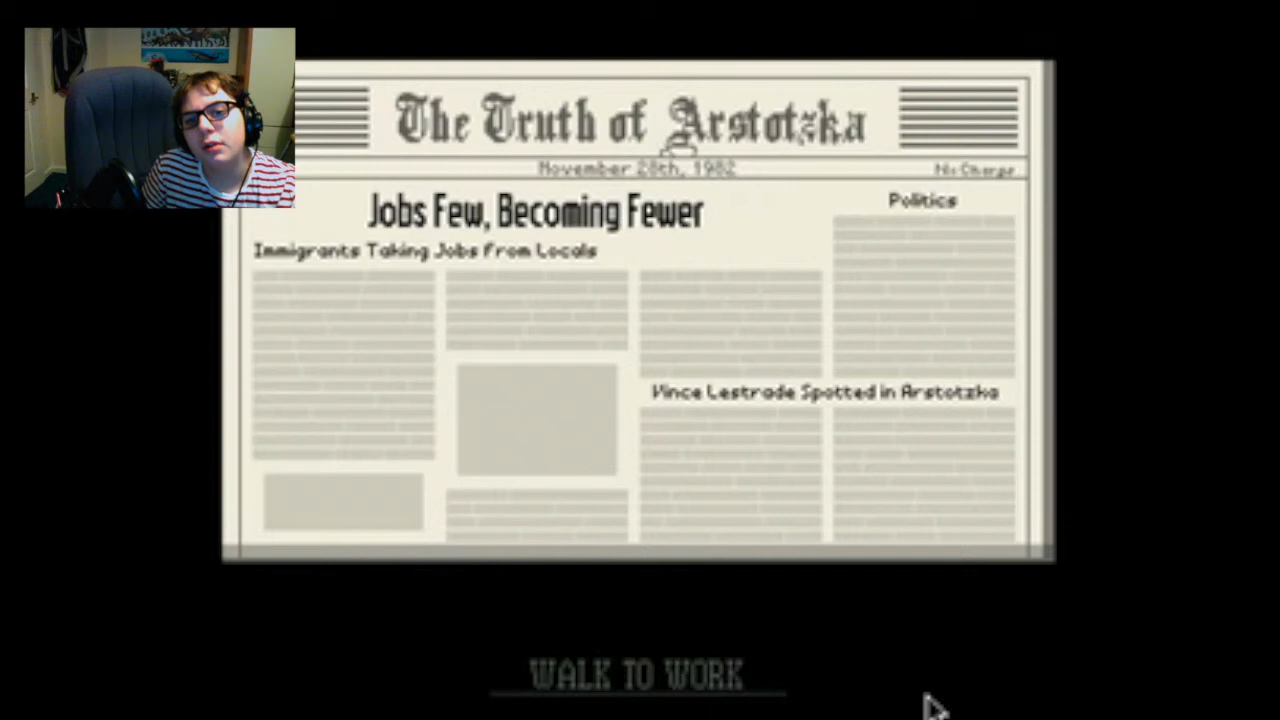 The Truth of Arstotzka
November 28th, 1982
No Charge
Jobs Few, Becoming Fewer
Immigrants Taking Jobs From Locals
Politics
Vince Lestrade Spotted in Arstotzka
WALK TO WORK